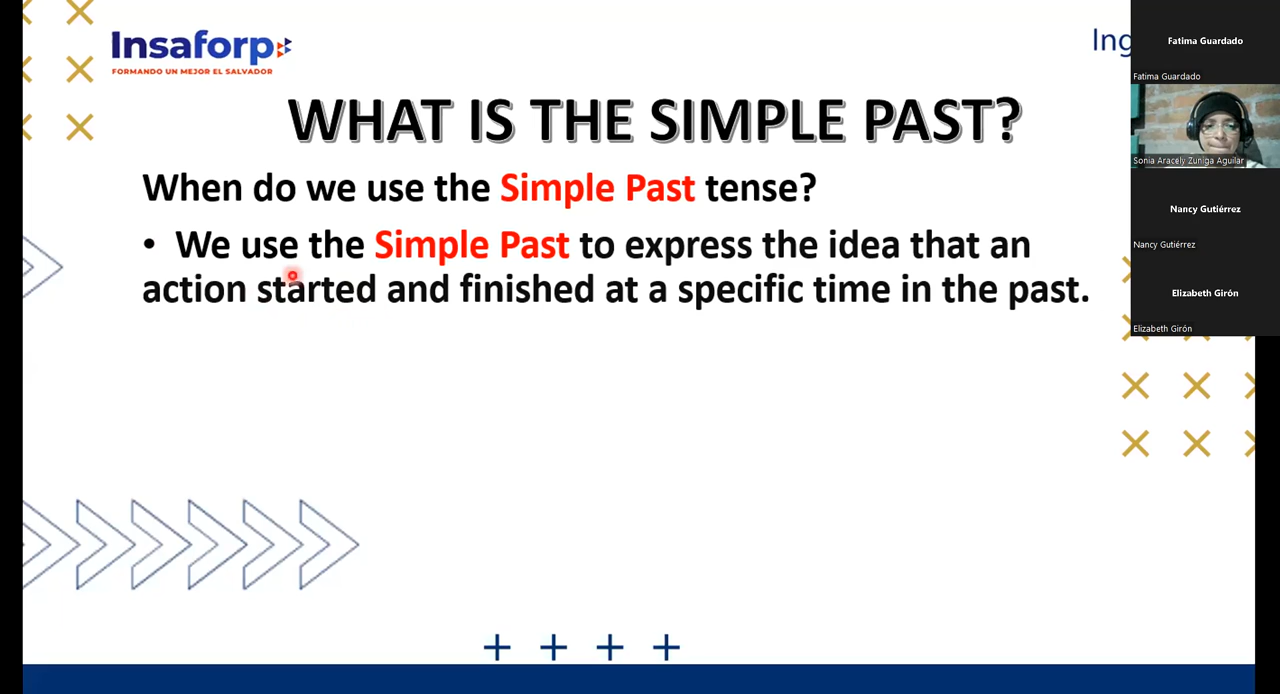 Insaforp
FORMANDO UN MEJOR EL SALVADOR
WHAT IS THE SIMPLE PAST?
When do we use the Simple Past tense?
• We use the Simple Past to express the idea that an
action started and finished at a specific time in the past.
Ing
Fatima Guardado
Fatima Guardado
Sonia Aracely Zuniga Aguilar
Nancy Gutiérrez
Nancy Gutiérrez
Elizabeth Girón
Elizabeth Girón